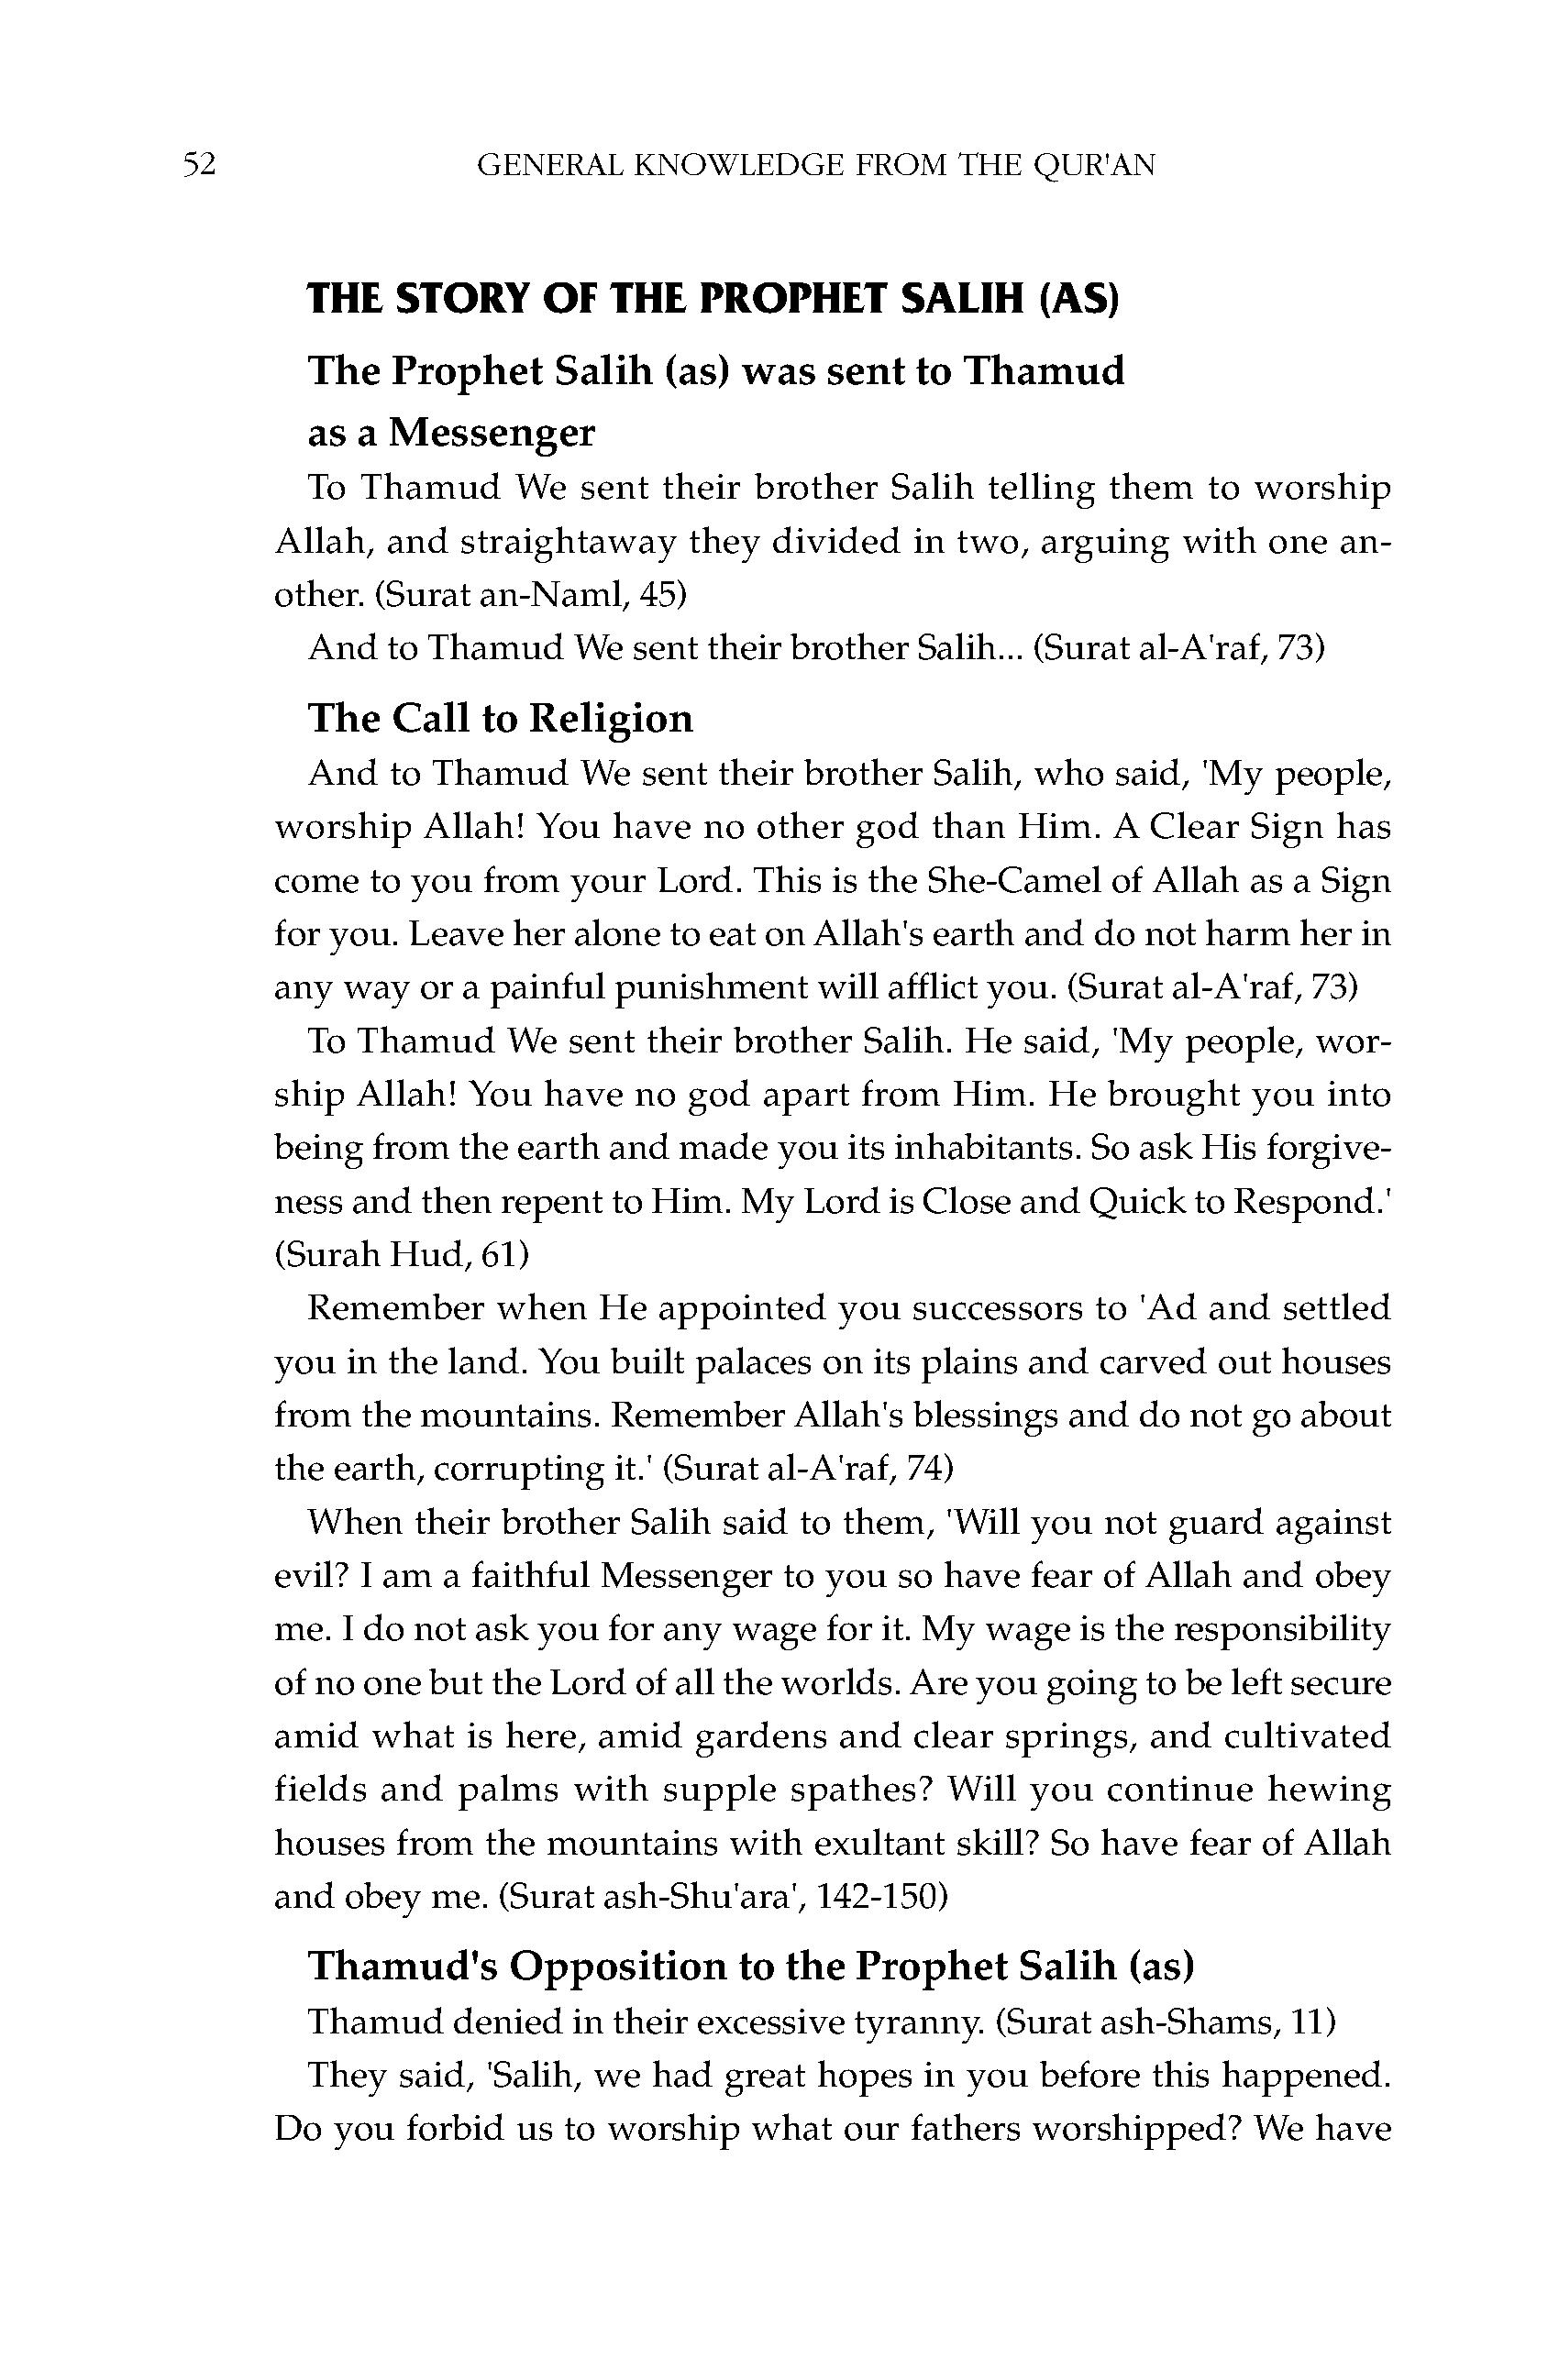 52 GENERAL KNOWLEDGE FROM THE QUR'AN
THE STORY OF THE PROPHET SALIH (AS)
The Prophet Salih (as) was sent to Thamud
as a Messenger
To Thamud We sent their brother Salih telling them to worship
Allah, and straightaway they divided in two, arguing with one an-
other. (Surat an-Naml, 45)
And to Thamud We sent their brother Salih... (Surat al-A'raf, 73)
The Call to Religion
And to Thamud We sent their brother Salih, who said, 'My people,
worship Allah! You have no other god than Him. A Clear Sign has
come to you from your Lord. This is the She-Camel of Allah as a Sign
for you. Leave her alone to eat on Allah's earth and do not harm her in
any way or a painful punishment will afflict you. (Surat al-A'raf, 73)
To Thamud We sent their brother Salih. He said, 'My people, wor-
ship Allah! You have no god apart from Him. He brought you into
being from the earth and made you its inhabitants. So ask His forgive-
ness and then repent to Him. My Lord is Close and Quick to Respond.'
(Surah Hud, 61)
Remember when He appointed you successors to 'Ad and settled
you in the land. You built palaces on its plains and carved out houses
from the mountains. Remember Allah's blessings and do not go about
the earth, corrupting it.' (Surat al-A'raf, 74)
When their brother Salih said to them, 'Will you not guard against
evil? I am a faithful Messenger to you so have fear of Allah and obey
me. I do not ask you for any wage for it. My wage is the responsibility
of no one but the Lord of all the worlds. Are you going to be left secure
amid what is here, amid gardens and clear springs, and cultivated
fields and palms with supple spathes? Will you continue hewing
houses from the mountains with exultant skill? So have fear of Allah
and obey me. (Surat ash-Shu'ara', 142-150)
Thamud's Opposition to the Prophet Salih (as)
Thamud denied in their excessive tyranny. (Surat ash-Shams, 11)
They said, 'Salih, we had great hopes in you before this happened.
Do you forbid us to worship what our fathers worshipped? We have